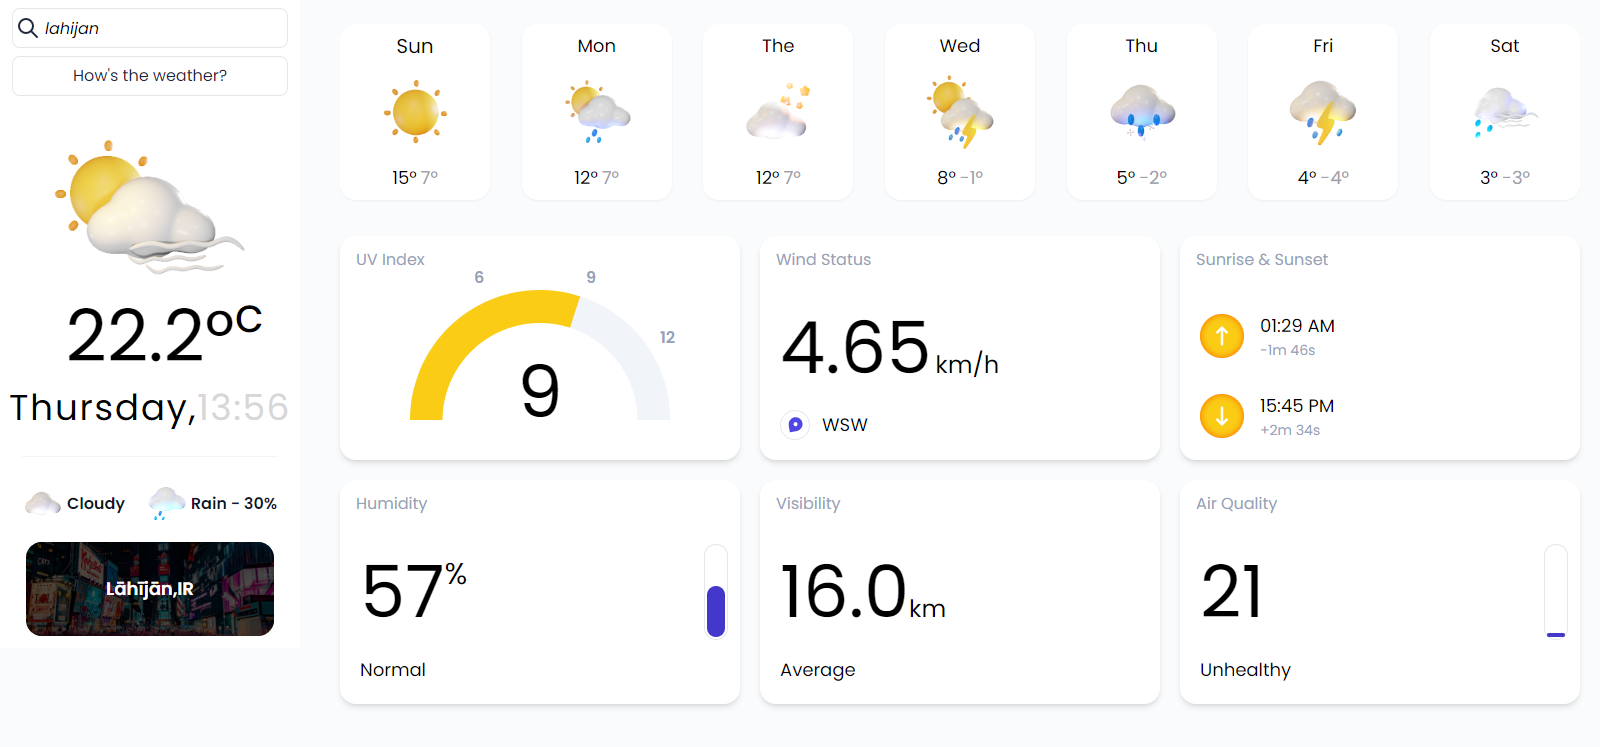 lahijan
How's the weather?
22.2°C
Thursday,13:56
Cloudy
Rain - 30%
Lāhījān,IR
Sun
15° 7°
Mon
12° 7°
The
12° 7°
Wed
8° -1°
Thu
5° -2°
Fri
4° -4°
Sat
3° -3°
UV Index
6
9
12
9
Wind Status
4.65 km/h
WSW
Sunrise & Sunset
01:29 AM
-1m 46s
15:45 PM
+2m 34s
Humidity
57%
Normal
Visibility
16.0 km
Average
Air Quality
21
Unhealthy